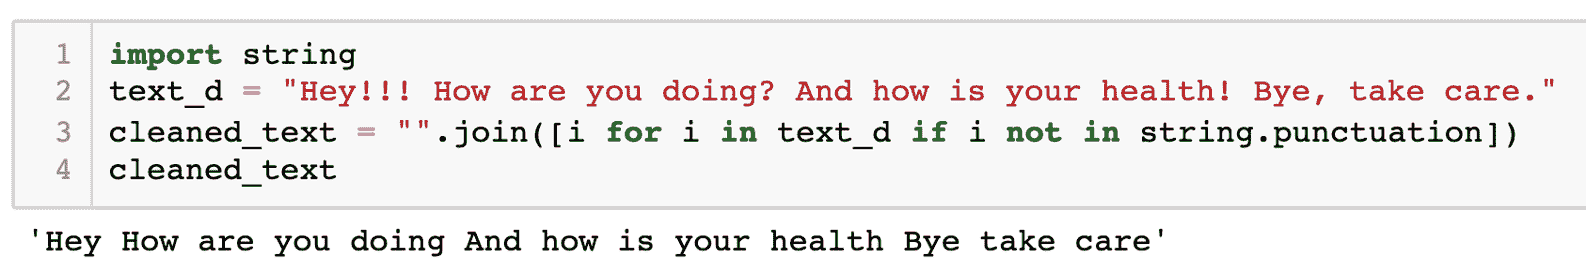 1 import string
2 text_d = "Hey!!! How are you doing? And how is your health! Bye, take care."
3 cleaned_text = "".join([i for i in text_d if i not in string.punctuation])
4 cleaned_text
'Hey How are you doing And how is your health Bye take care'